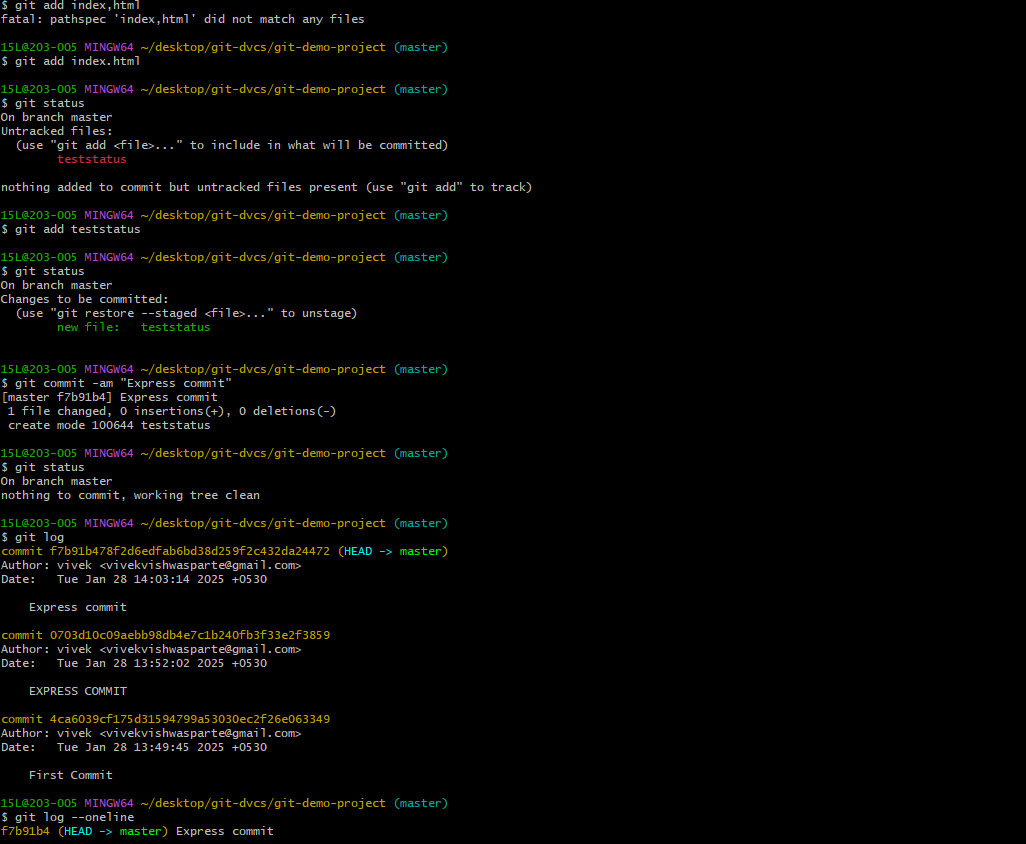 $ git add index,html
fatal: pathspec 'index,html' did not match any files
15L@203-005 MINGW64 ~/desktop/git-dvcs/git-demo-project (master)
$ git add index.html
15L@203-005 MINGW64 ~/desktop/git-dvcs/git-demo-project (master)
$ git status
On branch master
Untracked files:
  (use "git add <file>..." to include in what will be committed)
        teststatus
nothing added to commit but untracked files present (use "git add" to track)
15L@203-005 MINGW64 ~/desktop/git-dvcs/git-demo-project (master)
$ git add teststatus
15L@203-005 MINGW64 ~/desktop/git-dvcs/git-demo-project (master)
$ git status
On branch master
Changes to be committed:
  (use "git restore --staged <file>..." to unstage)
        new file:   teststatus
15L@203-005 MINGW64 ~/desktop/git-dvcs/git-demo-project (master)
$ git commit -am "Express commit"
[master f7b91b4] Express commit
 1 file changed, 0 insertions(+), 0 deletions(-)
 create mode 100644 teststatus
15L@203-005 MINGW64 ~/desktop/git-dvcs/git-demo-project (master)
$ git status
On branch master
nothing to commit, working tree clean
15L@203-005 MINGW64 ~/desktop/git-dvcs/git-demo-project (master)
$ git log
commit f7b91b478f2d6edfab6bd38d259f2c432da24472 (HEAD -> master)
Author: vivek <vivekvishwasparte@gmail.com>
Date:   Tue Jan 28 14:03:14 2025 +0530
    Express commit
commit 0703d10c09aebb98db4e7c1b240fb3f33e2f3859
Author: vivek <vivekvishwasparte@gmail.com>
Date:   Tue Jan 28 13:52:02 2025 +0530
    EXPRESS COMMIT
commit 4ca6039cf175d31594799a53030ec2f26e063349
Author: vivek <vivekvishwasparte@gmail.com>
Date:   Tue Jan 28 13:49:45 2025 +0530
    First Commit
15L@203-005 MINGW64 ~/desktop/git-dvcs/git-demo-project (master)
$ git log --oneline
f7b91b4 (HEAD -> master) Express commit